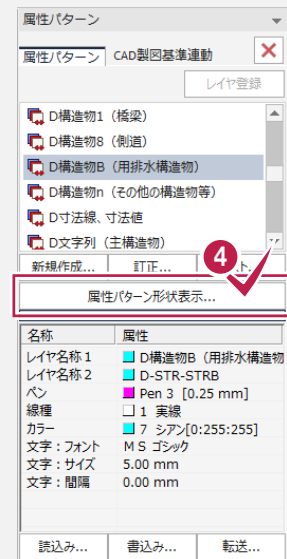 属性パターン
属性パターン CAD製図基準連動
レイヤ登録
D構造物1（橋梁）
D構造物8（側道）
D構造物B（用排水構造物）
D構造物n（その他の構造物等）
D寸法線、寸法値
D文字列（主構造物）
新規作成... 訂正...
4
属性パターン形状表示...
名称 属性
レイヤ名称1 D構造物B（用排水構造物
レイヤ名称2 D-STR-STRB
ペン Pen 3 [0.25 mm]
線種 1 実線
カラー 7 シアン[0:255:255]
文字：フォント ＭＳ ゴシック
文字：サイズ 5.00 mm
文字：間隔 0.00 mm
読込み... 書込み... 転送...